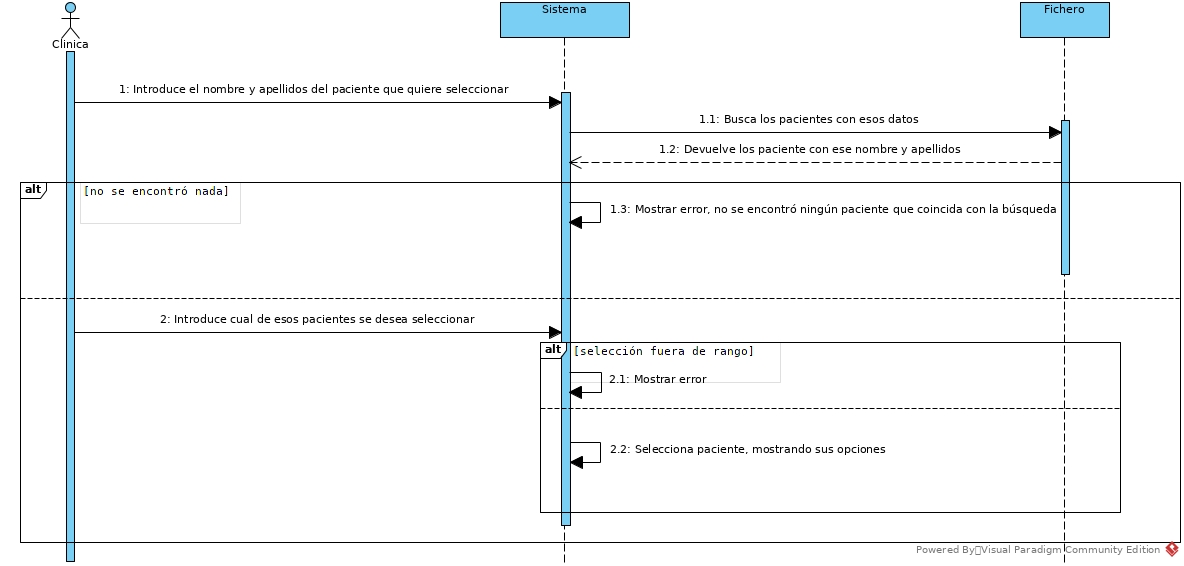 Sistema
Fichero
Clinica
1: Introduce el nombre y apellidos del paciente que quiere seleccionar
1.1: Busca los pacientes con esos datos
1.2: Devuelve los paciente con ese nombre y apellidos
alt
[no se encontró nada]
1.3: Mostrar error, no se encontró ningún paciente que coincida con la búsqueda
2: Introduce cual de esos pacientes se desea seleccionar
alt
[selección fuera de rango]
2.1: Mostrar error
2.2: Selecciona paciente, mostrando sus opciones
Powered By Visual Paradigm Community Edition